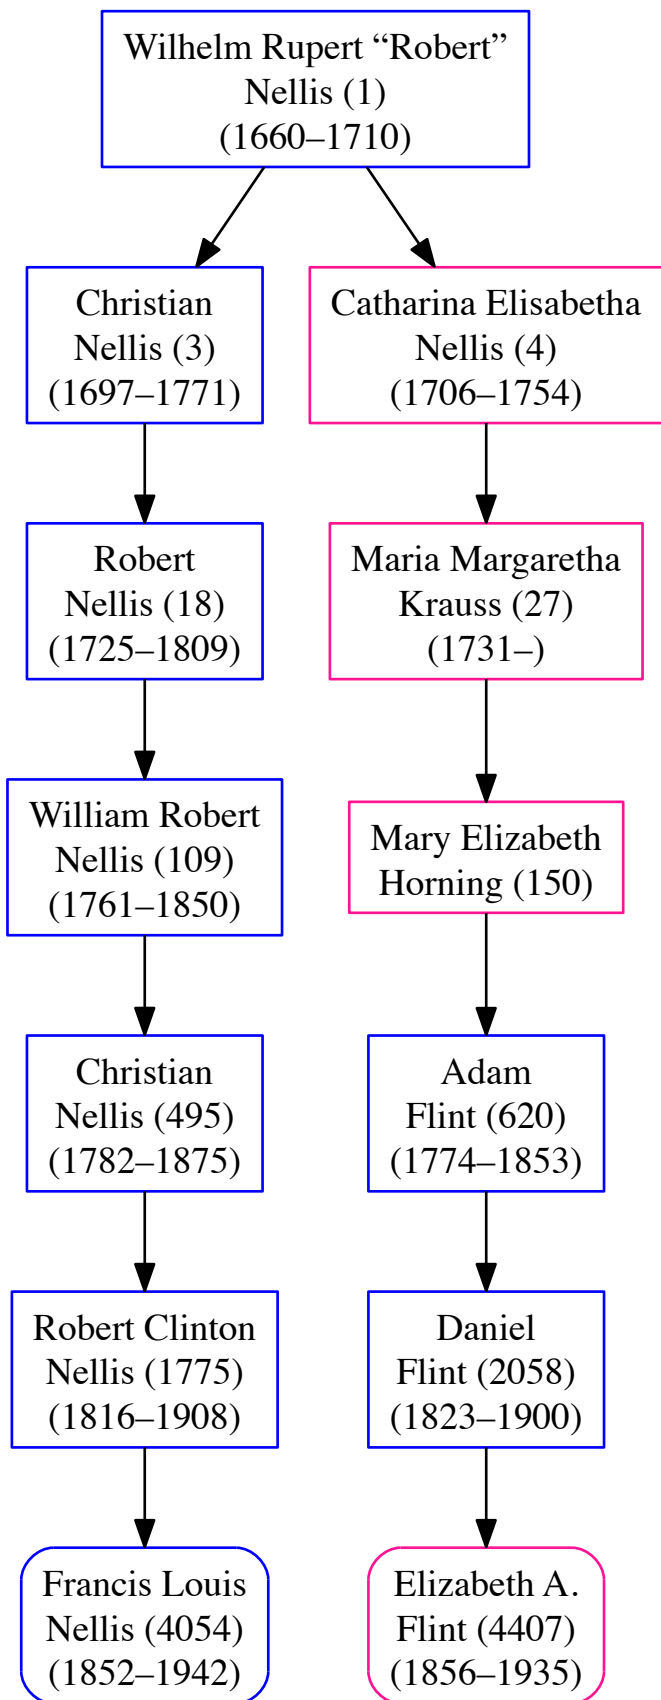 Wilhelm Rupert “Robert”
Nellis (1)
(1660–1710)
Christian
Nellis (3)
(1697–1771)
Catharina Elisabetha
Nellis (4)
(1706–1754)
Robert
Nellis (18)
(1725–1809)
Maria Margaretha
Krauss (27)
(1731–)
William Robert
Nellis (109)
(1761–1850)
Mary Elizabeth
Horning (150)
Christian
Nellis (495)
(1782–1875)
Adam
Flint (620)
(1774–1853)
Robert Clinton
Nellis (1775)
(1816–1908)
Daniel
Flint (2058)
(1823–1900)
Francis Louis
Nellis (4054)
(1852–1942)
Elizabeth A.
Flint (4407)
(1856–1935)